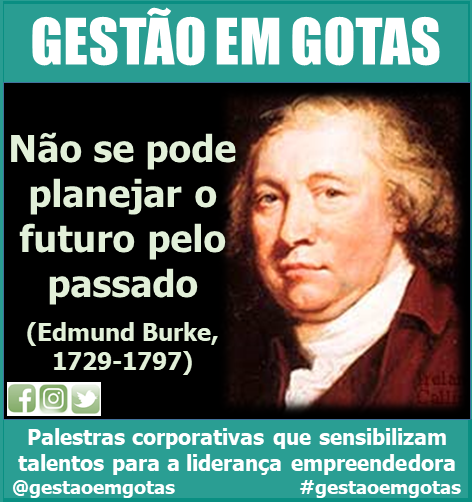 GESTÃO EM GOTAS
Não se pode
planejar o
futuro pelo
passado
(Edmund Burke,
1729-1797)
Palestras corporativas que sensibilizam
talentos para a liderança empreendedora
@gestaoemgotas #gestaoemgotas